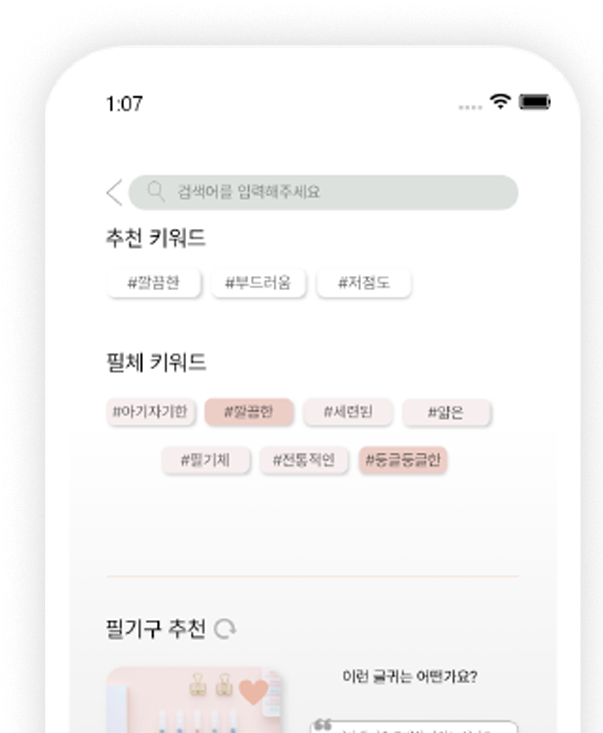 1:07
검색어를 입력해주세요
추천 키워드
#깔끔한 #부드러움 #저점도
필체 키워드
#아기자기한 #깔끔한 #세련된 #얇은
#필기체 #전통적인 #둥글둥글한
필기구 추천
이런 글귀는 어떤가요?